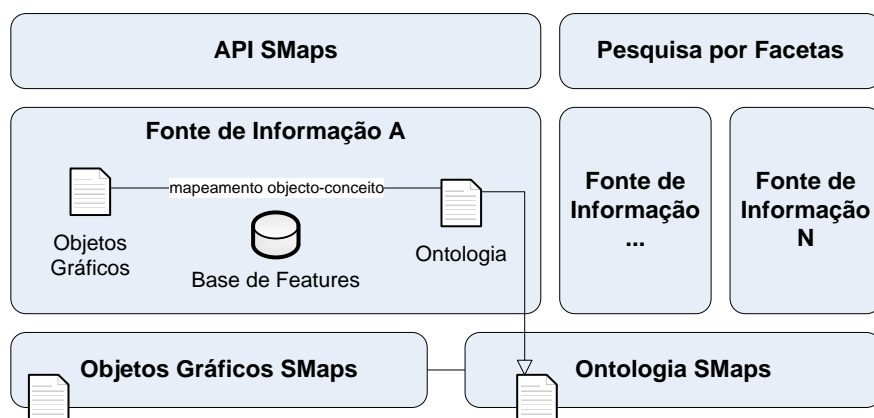 API SMaps
Pesquisa por Facetas
Fonte de Informação A
mapeamento objecto-conceito
Objetos
Gráficos
Base de Features
Ontologia
Fonte de
Informação
...
Fonte de
Informação
N
Objetos Gráficos SMaps
Ontologia SMaps